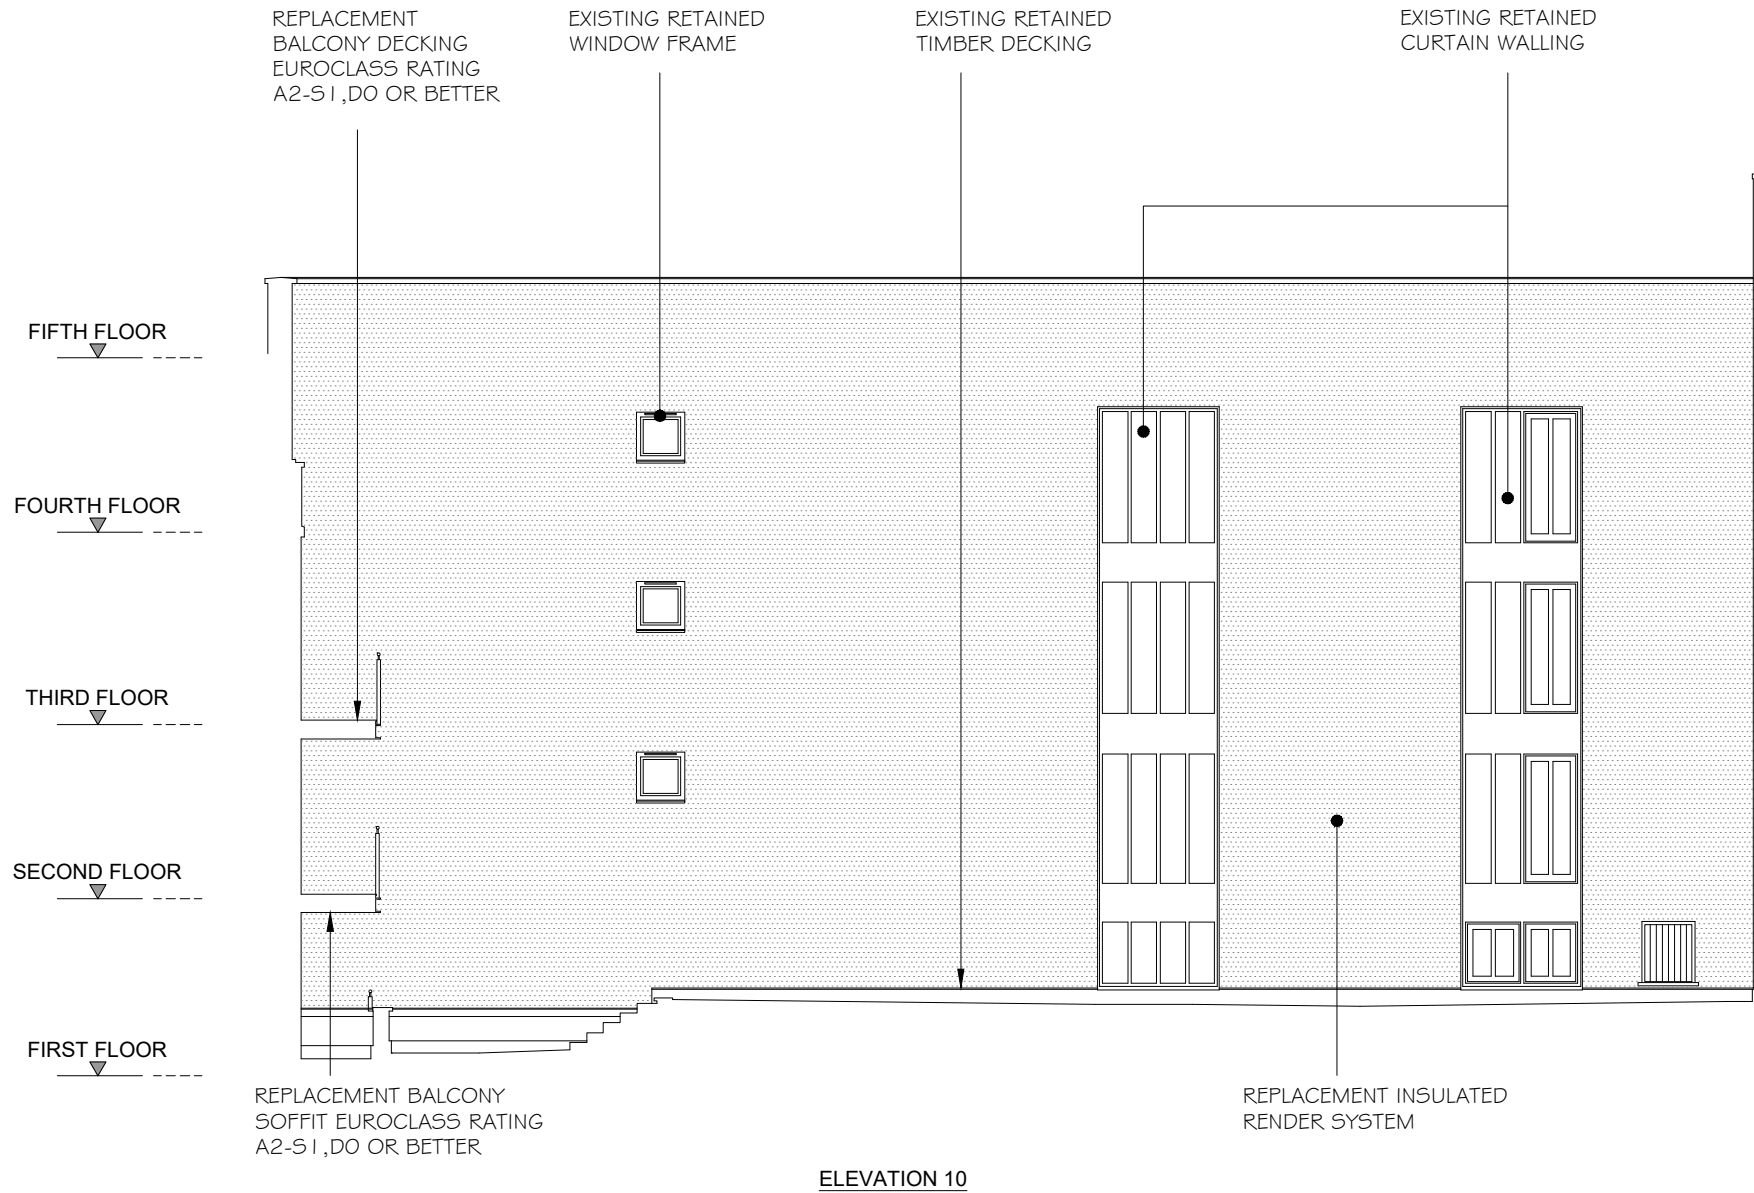 REPLACEMENT
BALCONY DECKING
EUROCLASS RATING
A2-S1,D0 OR BETTER
EXISTING RETAINED
WINDOW FRAME
EXISTING RETAINED
TIMBER DECKING
EXISTING RETAINED
CURTAIN WALLING
FIFTH FLOOR
FOURTH FLOOR
THIRD FLOOR
SECOND FLOOR
FIRST FLOOR
REPLACEMENT BALCONY
SOFFIT EUROCLASS RATING
A2-S1,D0 OR BETTER
REPLACEMENT INSULATED
RENDER SYSTEM
ELEVATION 10